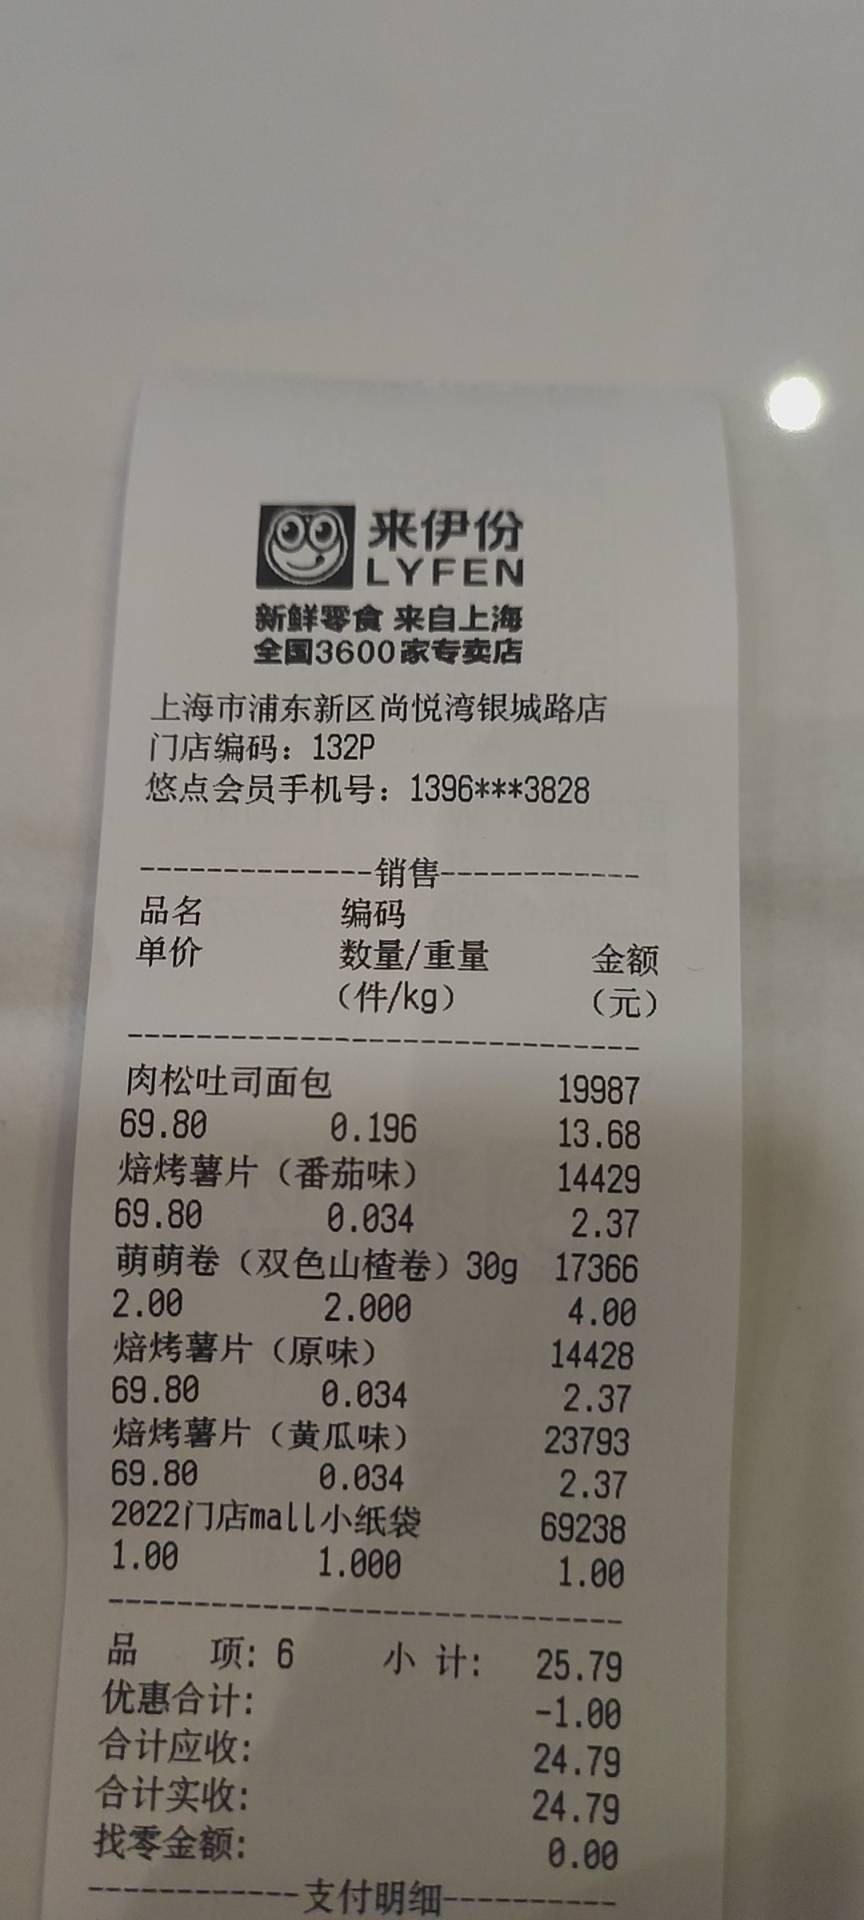 来伊份
LYFEN
新鲜零食 来自上海
全国3600家专卖店
上海市浦东新区尚悦湾银城路店
门店编码：132P
悠点会员手机号：1396***3828
--------------销售------------
品名 编码
单价 数量/重量 金额
（件/kg） （元）
肉松吐司面包 19987
69.80 0.196 13.68
焙烤薯片（番茄味） 14429
69.80 0.034 2.37
萌萌卷（双色山楂卷）30g 17366
2.00 2.000 4.00
焙烤薯片（原味） 14428
69.80 0.034 2.37
焙烤薯片（黄瓜味） 23793
69.80 0.034 2.37
2022门店mall小纸袋 69238
1.00 1.000 1.00
品 项: 6 小 计: 25.79
优惠合计: -1.00
合计应收: 24.79
合计实收: 24.79
找零金额: 0.00
------------支付明细----------